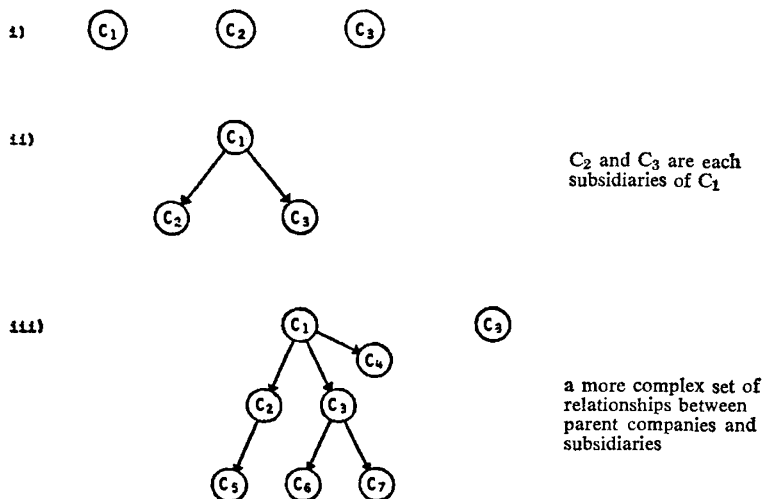 i) C₁ C₂ C₃
ii) C₁
C₂ and C₃ are each
subsidiaries of C₁
C₂ C₃
iii) C₁ C₃
C₄
a more complex set of
relationships between
parent companies and
subsidiaries
C₂ C₃
C₅ C₆ C₇